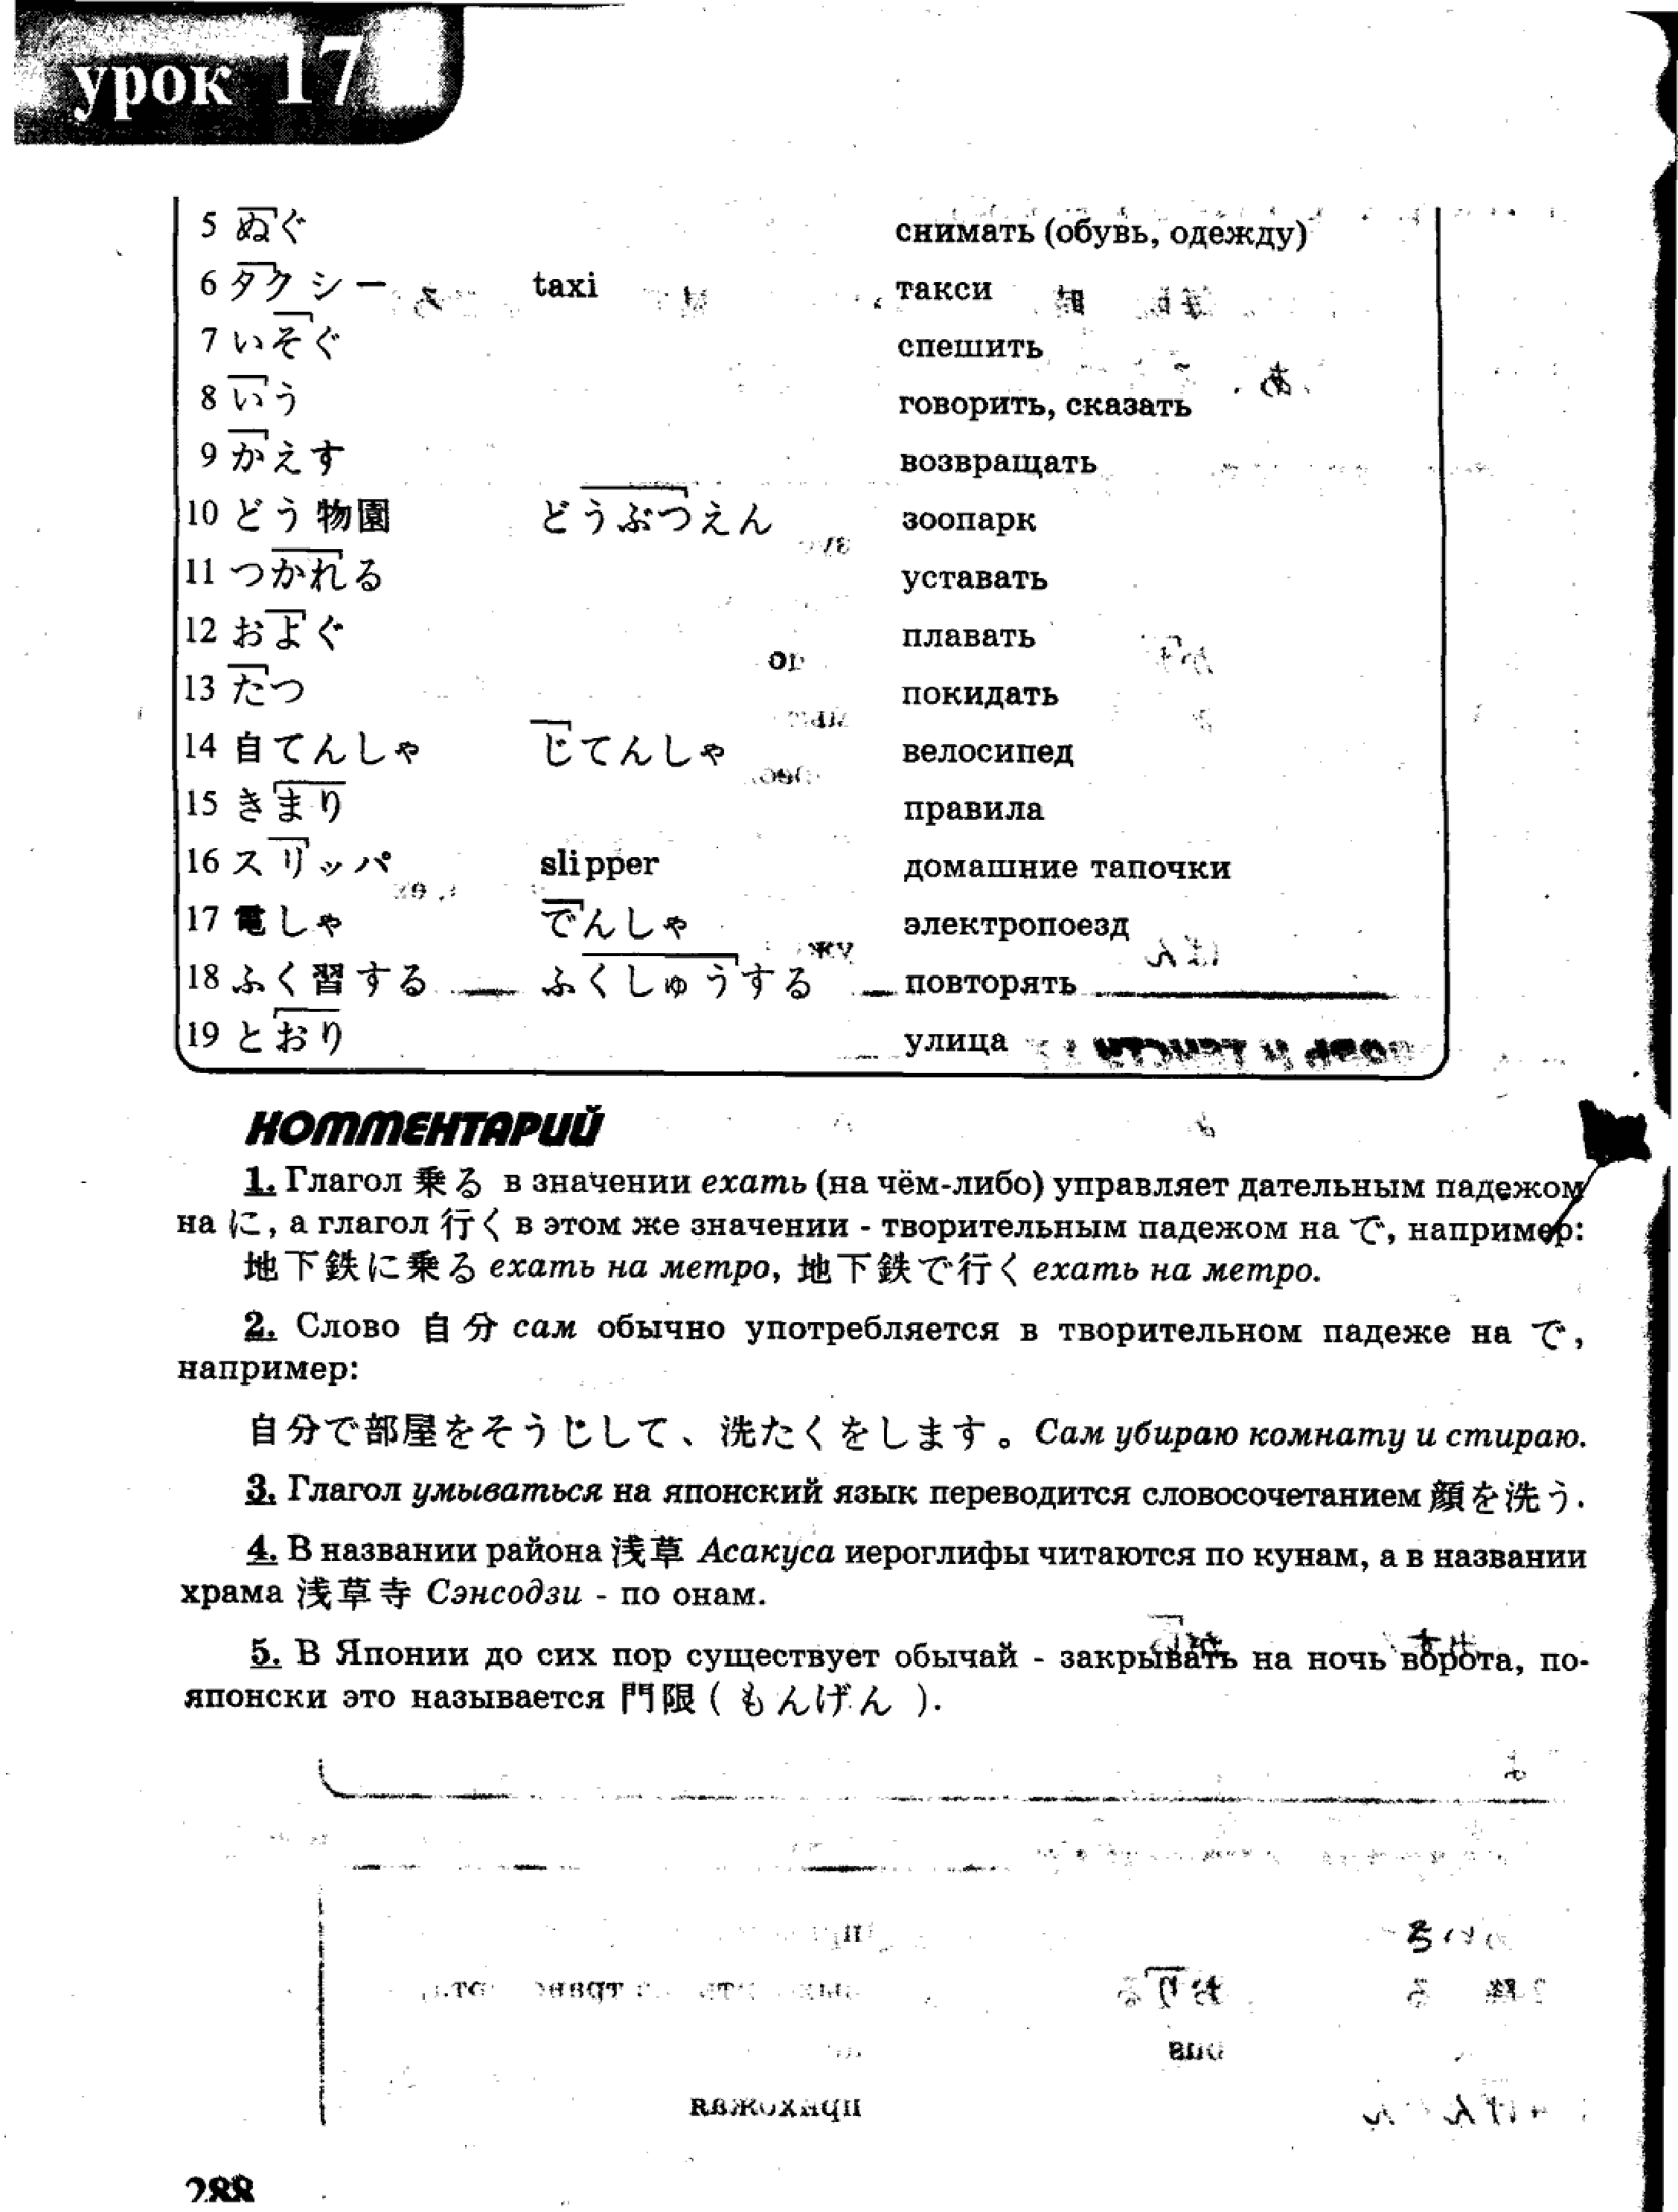 урок 17
5 ぬぐ снимать (обувь, одежду)
6 タクシー taxi такси
7 いそぐ спешить
8 いう говорить, сказать
9 かえす возвращать
10 どう物園 どうぶつえん зоопарк
11 つかれる уставать
12 およぐ плавать
13 たつ покидать
14 自てんしゃ じてんしゃ велосипед
15 きまり правила
16 スリッパ slipper домашние тапочки
17 電しゃ でんしゃ электропоезд
18 ふく習する ふくしゅうする повторять
19 とおり улица
КОММЕНТАРИЙ
1. Глагол 乗る в значении ехать (на чём-либо) управляет дательным падежом
на に, а глагол 行く в этом же значении - творительным падежом на で, например:
地下鉄に乗る ехать на метро, 地下鉄で行く ехать на метро.
2. Слово 自分 сам обычно употребляется в творительном падеже на で,
например:
自分で部屋をそうじして、洗たくをします。Сам убираю комнату и стираю.
3. Глагол умываться на японский язык переводится словосочетанием 顔を洗う.
4. В названии района 浅草 Асакуса иероглифы читаются по кунам, а в названии
храма 浅草寺 Сэнсодзи - по онам.
5. В Японии до сих пор существует обычай - закрывать на ночь ворота, по-
японски это называется 門限 ( もんげん ).
288